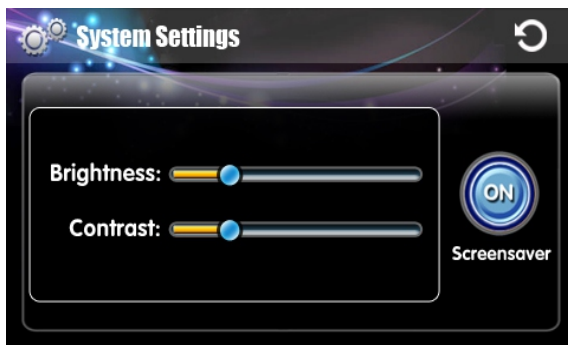 System Settings
Brightness:
Contrast:
ON
Screensaver